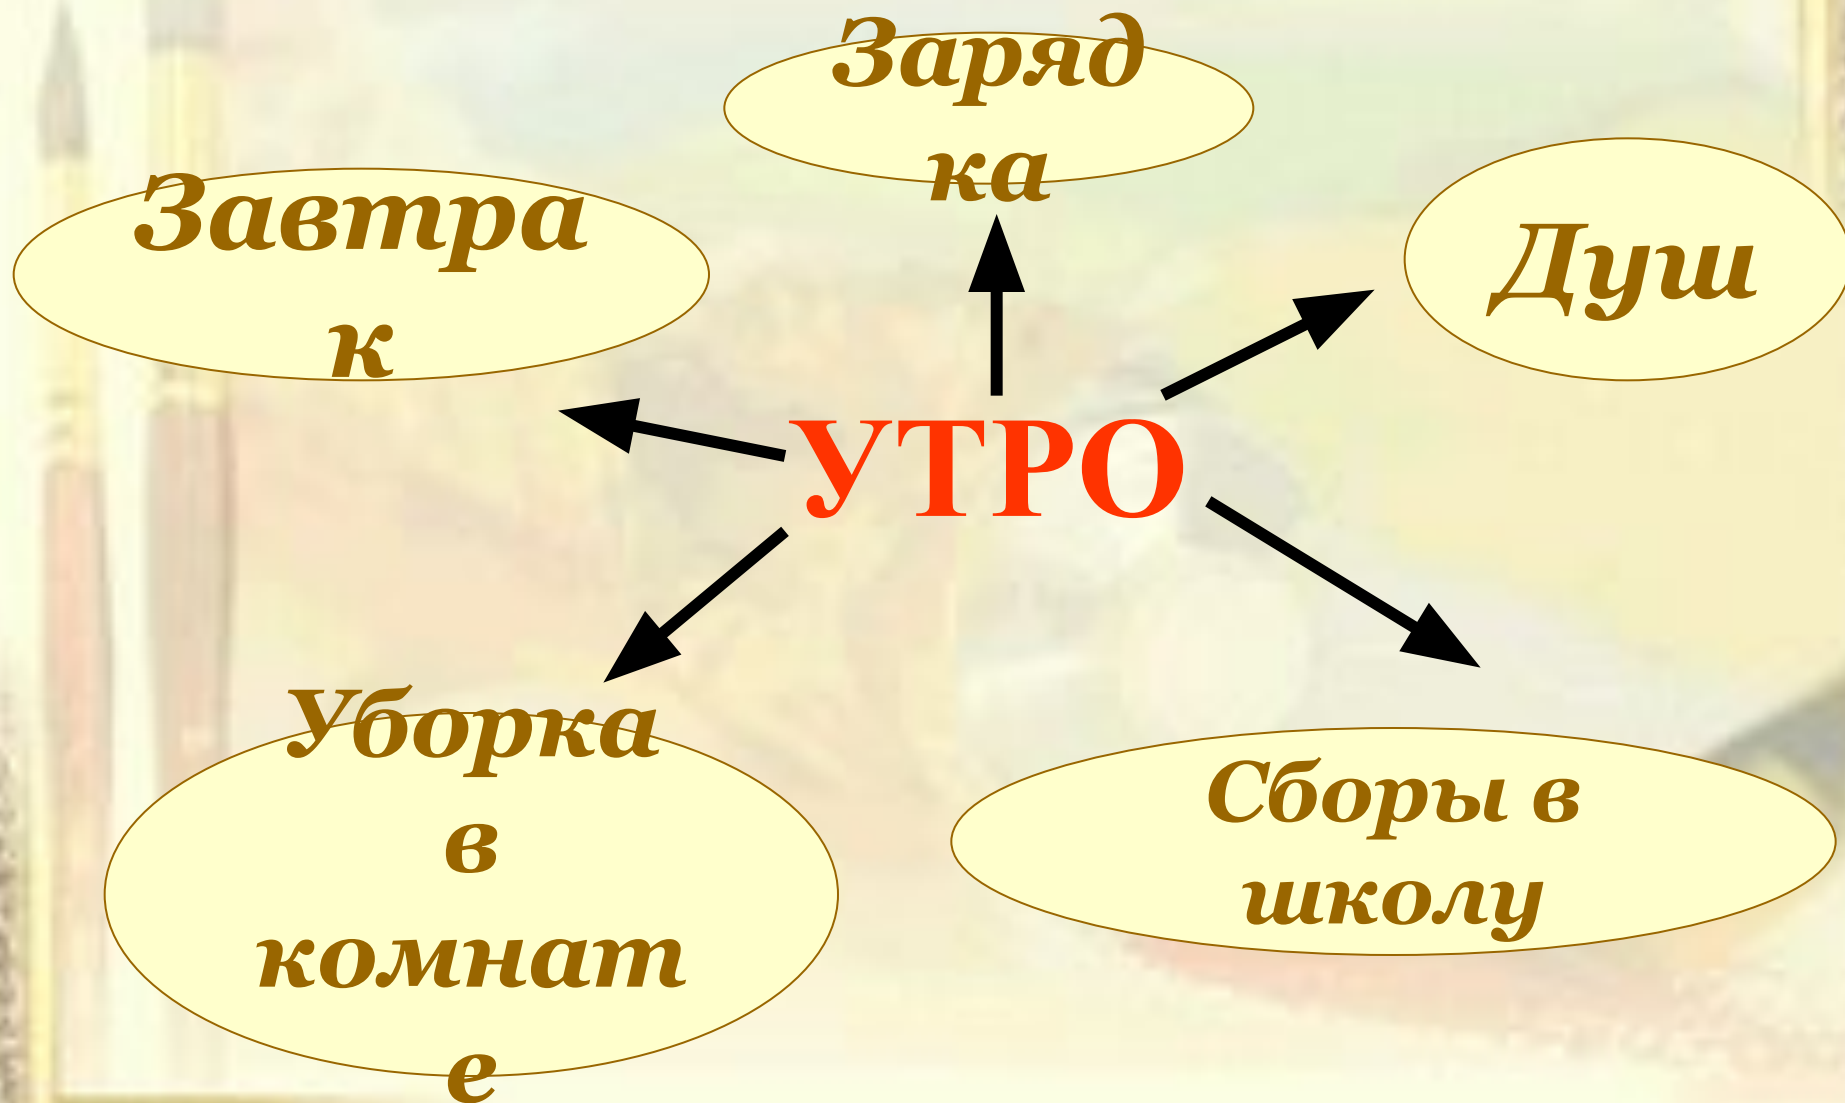 Заряд
ка
Завтра
к
Душ
УТРО
Уборка
в
комнат
е
Сборы в
школу